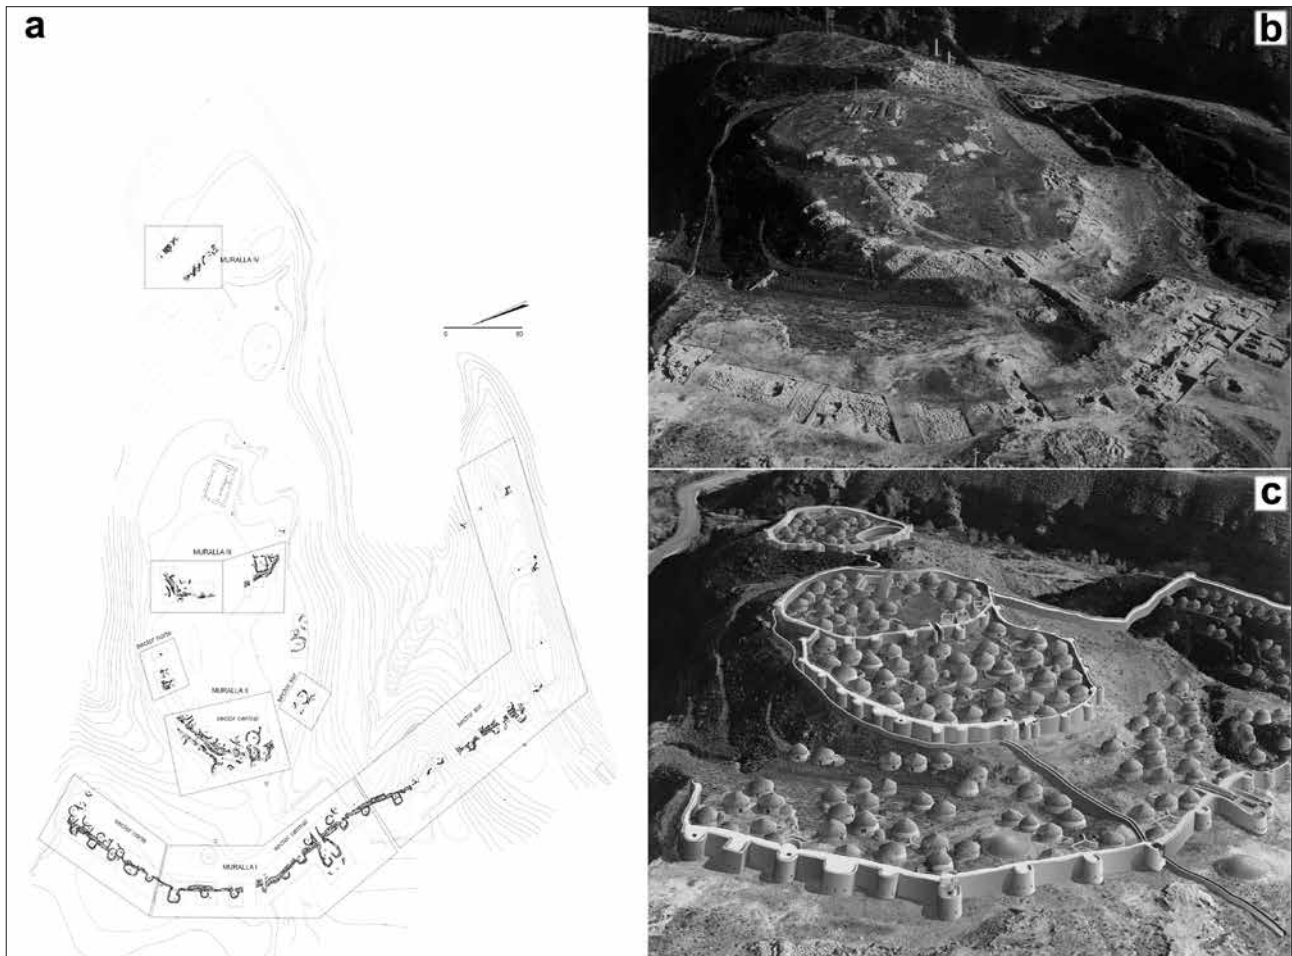 a
b
c
MURALLA IV
0
MURALLA III
sector norte
MURALLA II
sector central
sector sur
sector sur
sector norte
sector central
MURALLA I